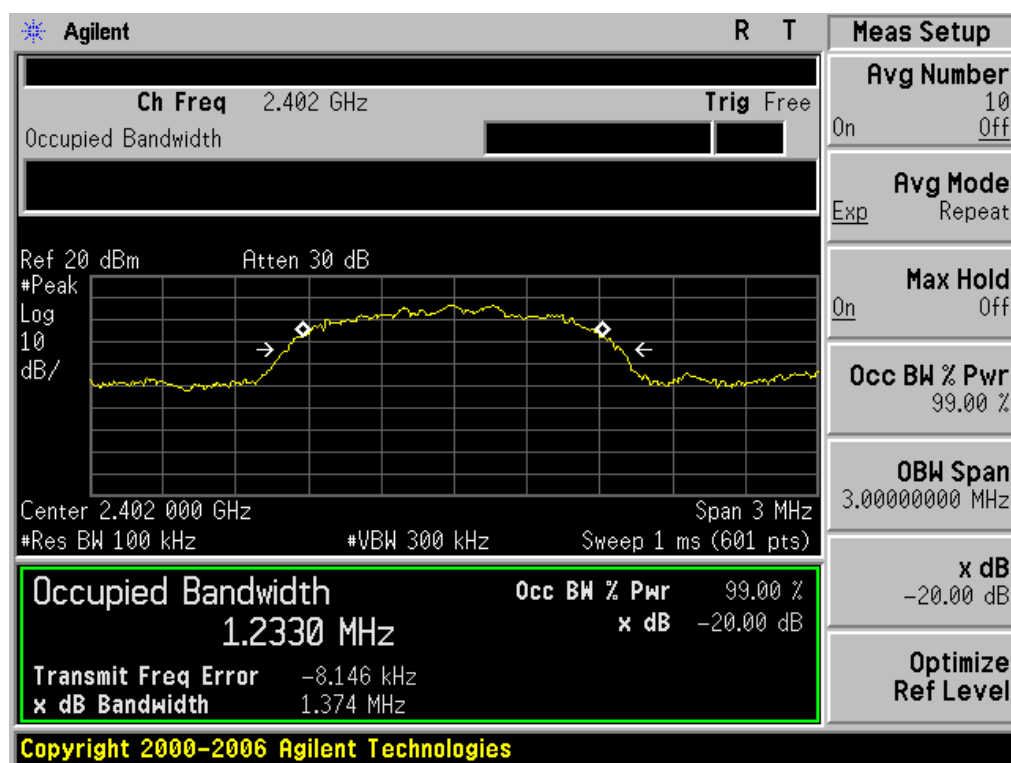 Agilent R T
Ch Freq 2.402 GHz Trig Free
Occupied Bandwidth
Ref 20 dBm Atten 30 dB
#Peak
Log
10
dB/
Center 2.402 000 GHz Span 3 MHz
#Res BW 100 kHz #VBW 300 kHz Sweep 1 ms (601 pts)
Occupied Bandwidth Occ BW % Pwr 99.00 %
1.2330 MHz x dB -20.00 dB
Transmit Freq Error -8.146 kHz
x dB Bandwidth 1.374 MHz
Copyright 2000-2006 Agilent Technologies
Meas Setup
Avg Number
10
On Off
Avg Mode
Exp Repeat
Max Hold
On Off
Occ BW % Pwr
99.00 %
OBW Span
3.00000000 MHz
x dB
-20.00 dB
Optimize
Ref Level